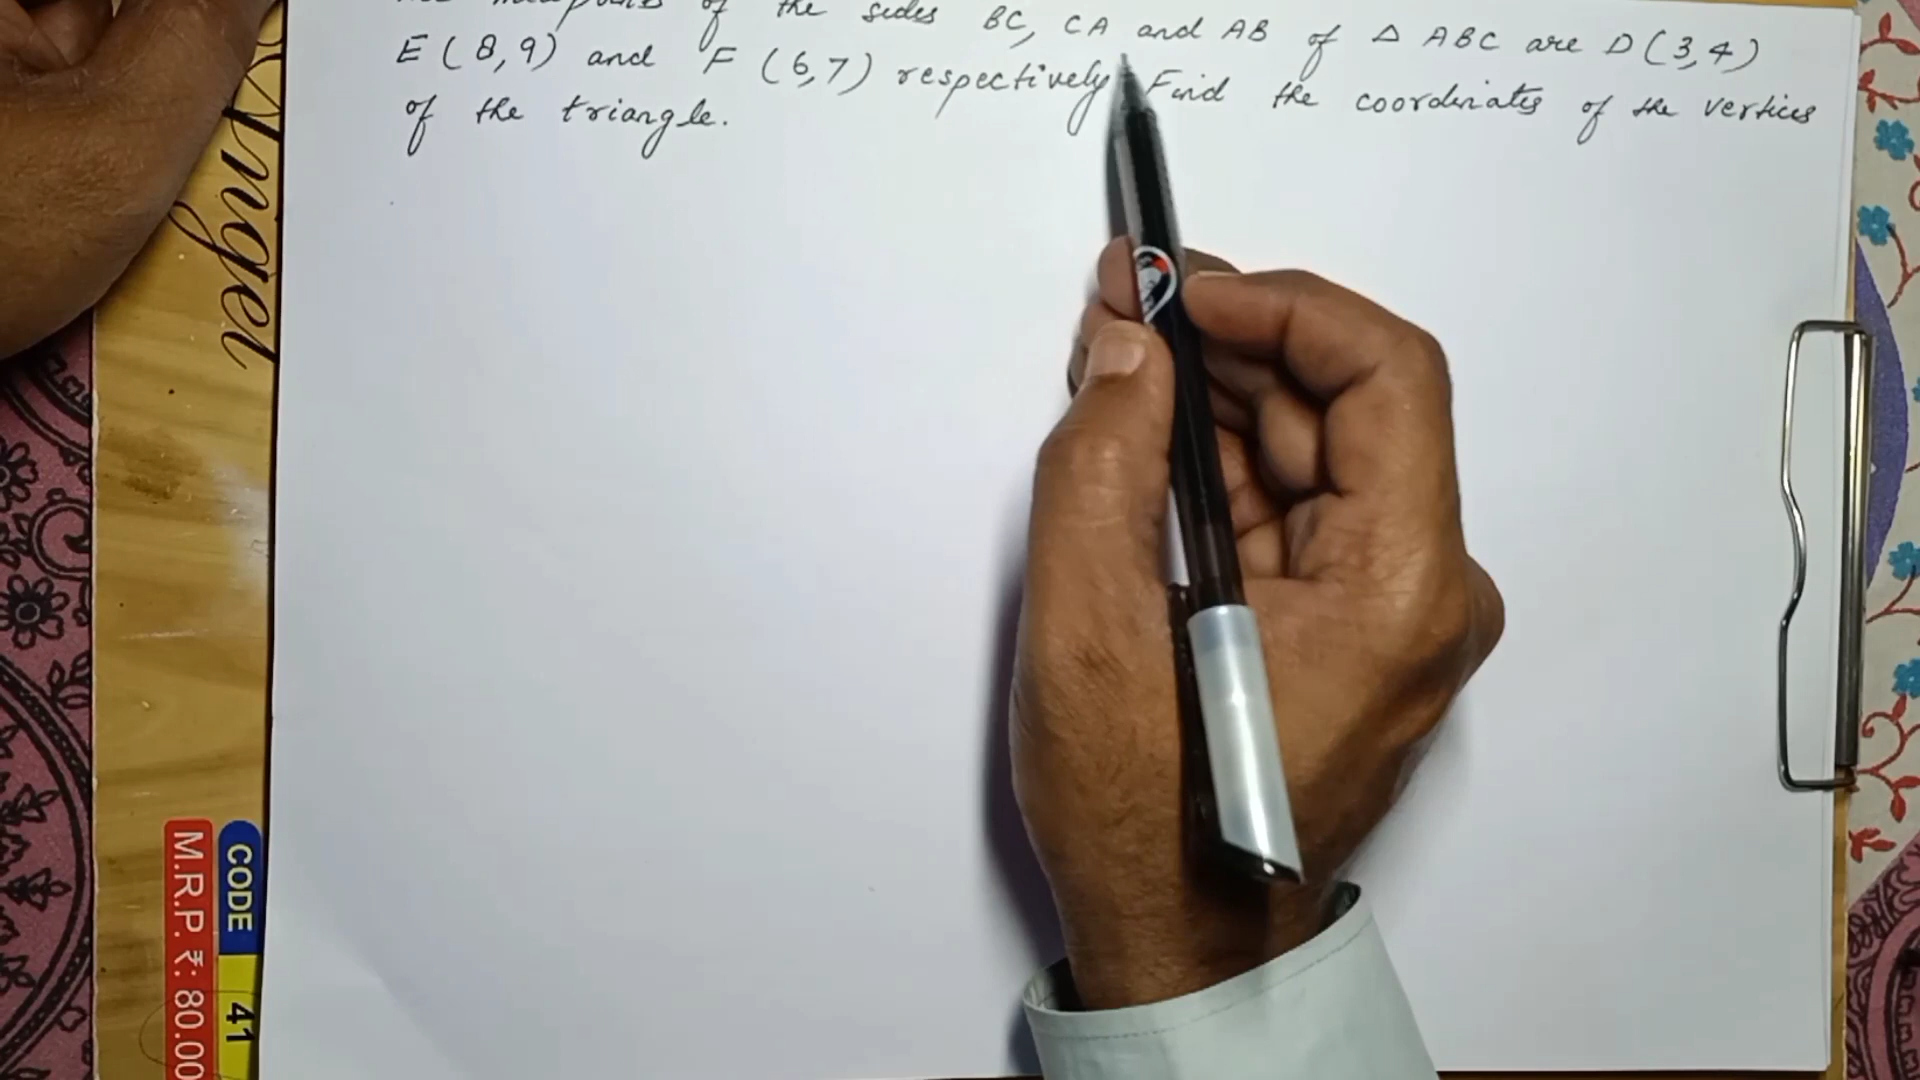 midpoints of the sides BC, CA and AB of Δ ABC are D(3,4)
E(8,9) and F(6,7) respectively. Find the coordinates of the vertices
of the triangle.
Angel
CODE 41
M.R.P. ₹: 80.00